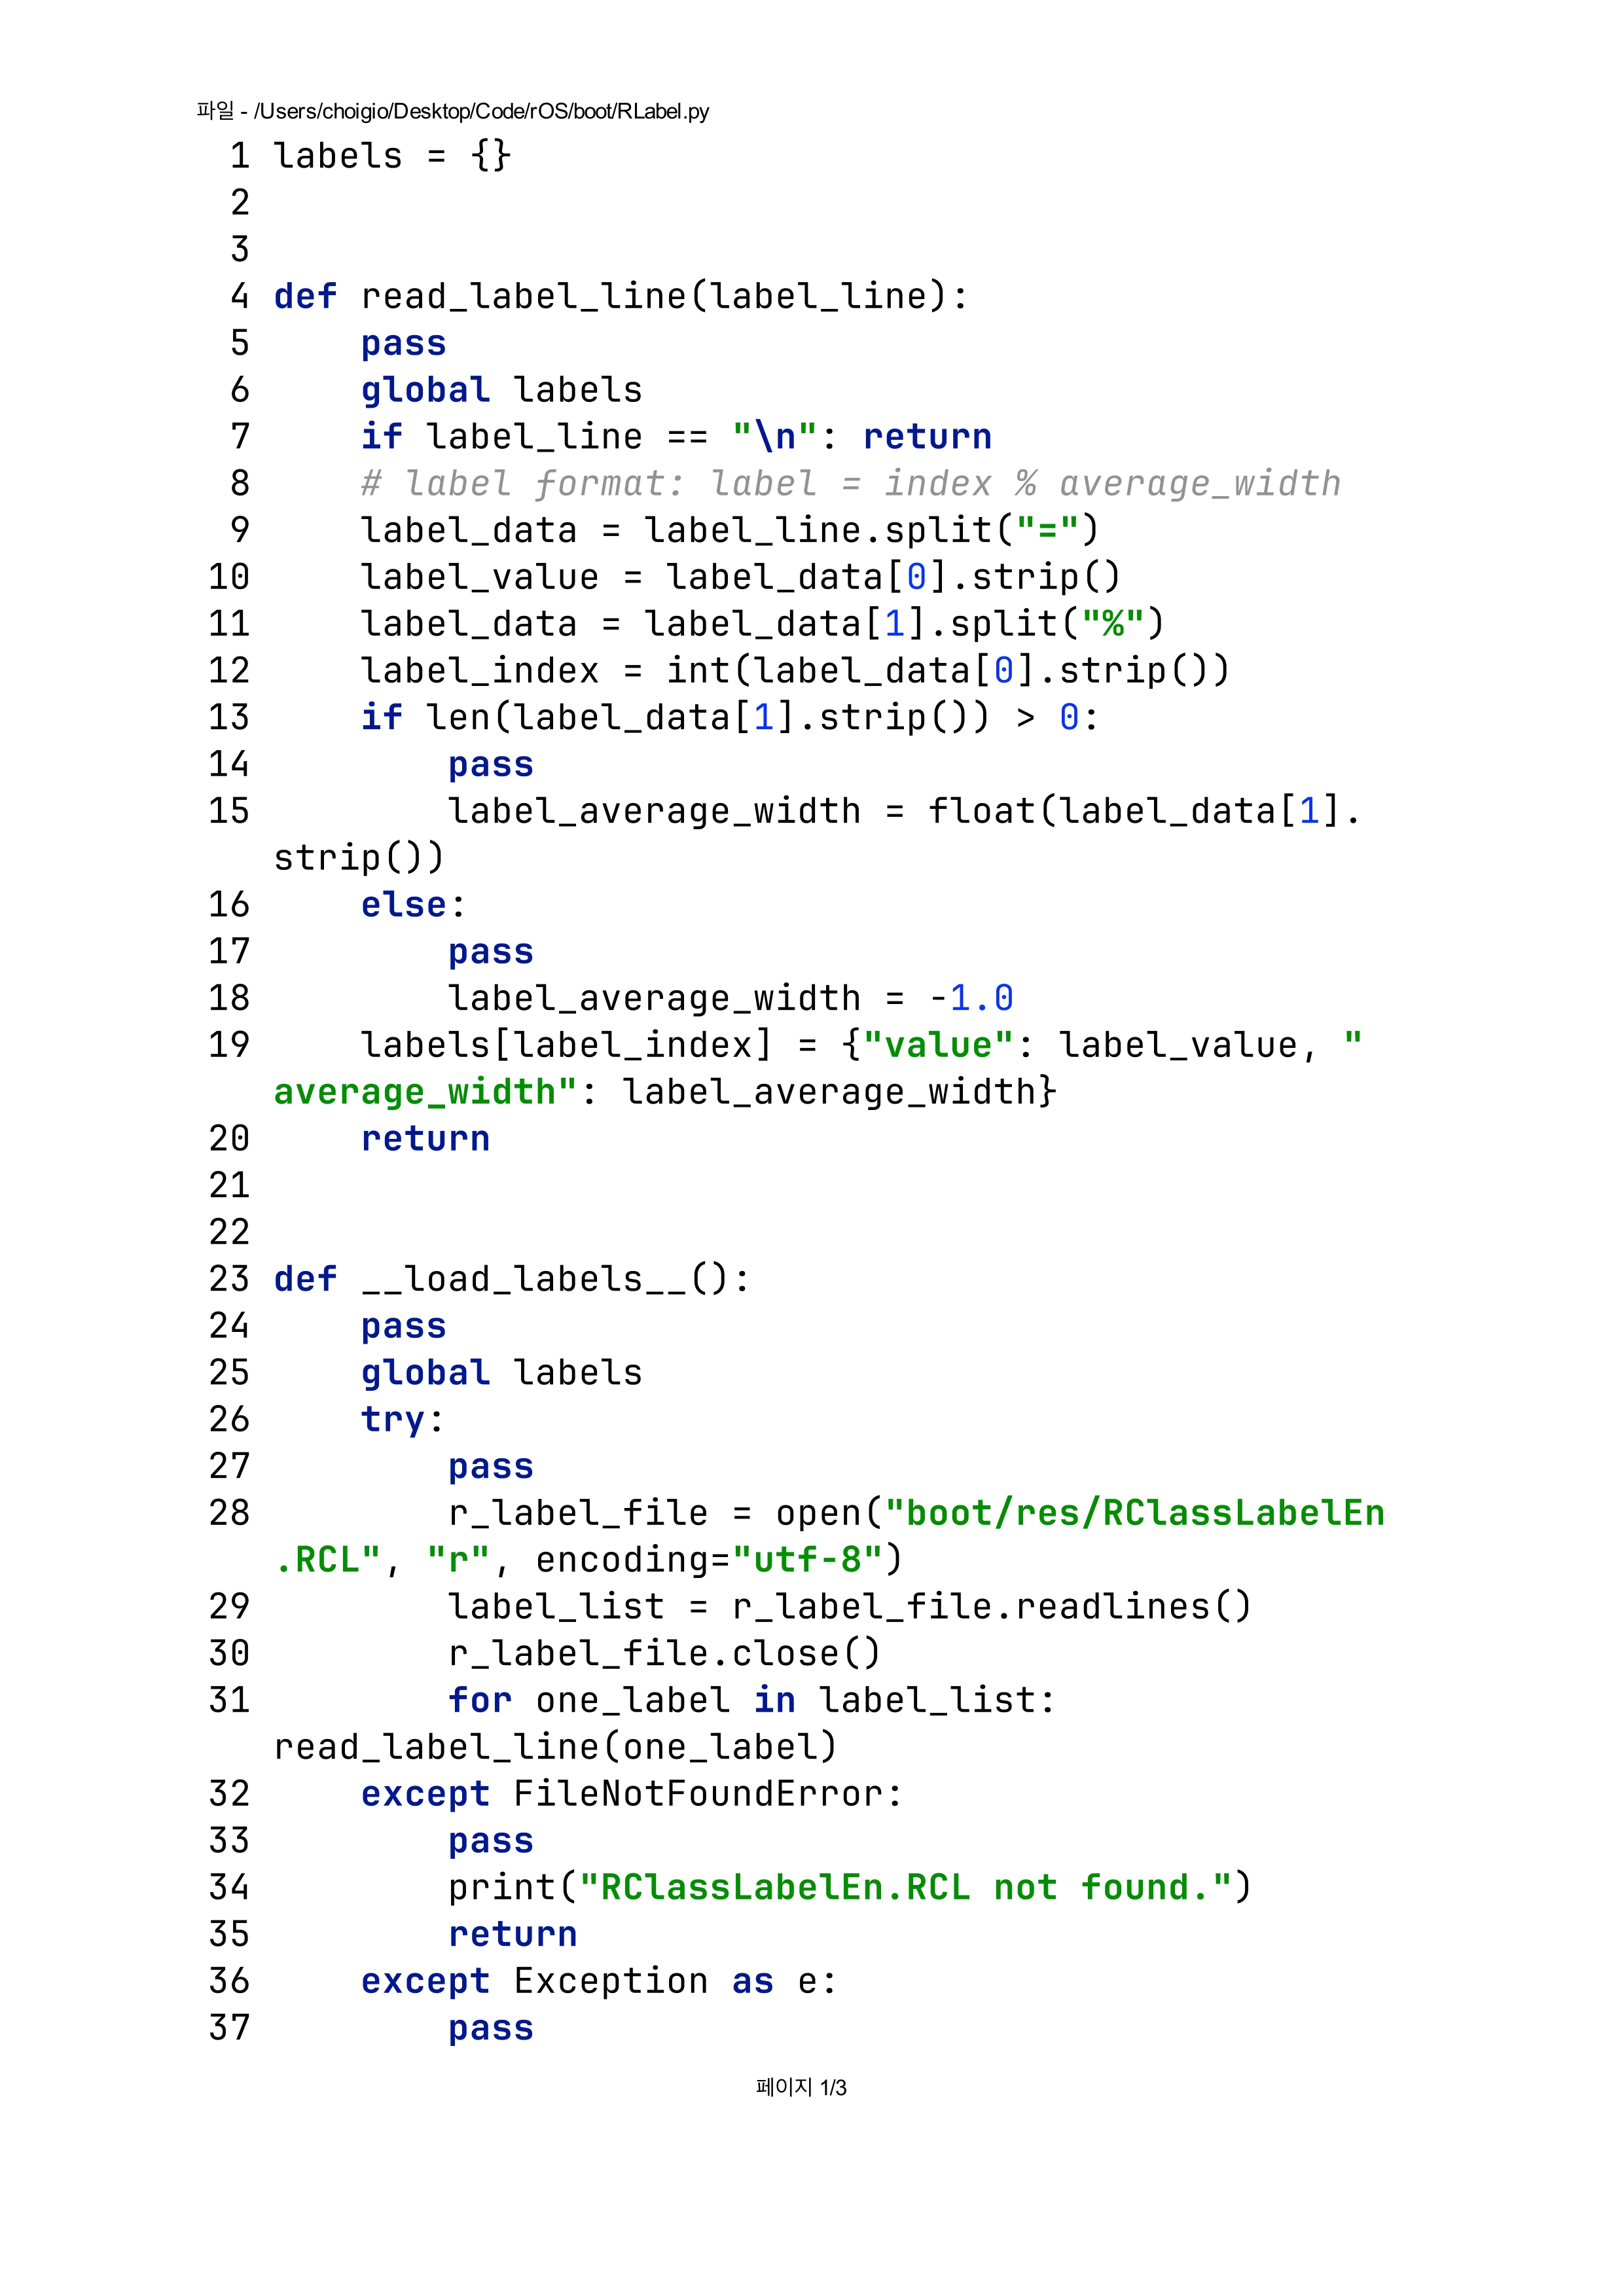 파일 - /Users/choigio/Desktop/Code/rOS/boot/RLabel.py
1 labels = {}
2
3
4 def read_label_line(label_line):
5     pass
6     global labels
7     if label_line == "\n": return
8     # label format: label = index % average_width
9     label_data = label_line.split("=")
10     label_value = label_data[0].strip()
11     label_data = label_data[1].split("%")
12     label_index = int(label_data[0].strip())
13     if len(label_data[1].strip()) > 0:
14         pass
15         label_average_width = float(label_data[1].
strip())
16     else:
17         pass
18         label_average_width = -1.0
19     labels[label_index] = {"value": label_value, "
average_width": label_average_width}
20     return
21
22
23 def __load_labels__():
24     pass
25     global labels
26     try:
27         pass
28         r_label_file = open("boot/res/RClassLabelEn
.RCL", "r", encoding="utf-8")
29         label_list = r_label_file.readlines()
30         r_label_file.close()
31         for one_label in label_list:
read_label_line(one_label)
32     except FileNotFoundError:
33         pass
34         print("RClassLabelEn.RCL not found.")
35         return
36     except Exception as e:
37         pass
페이지 1/3